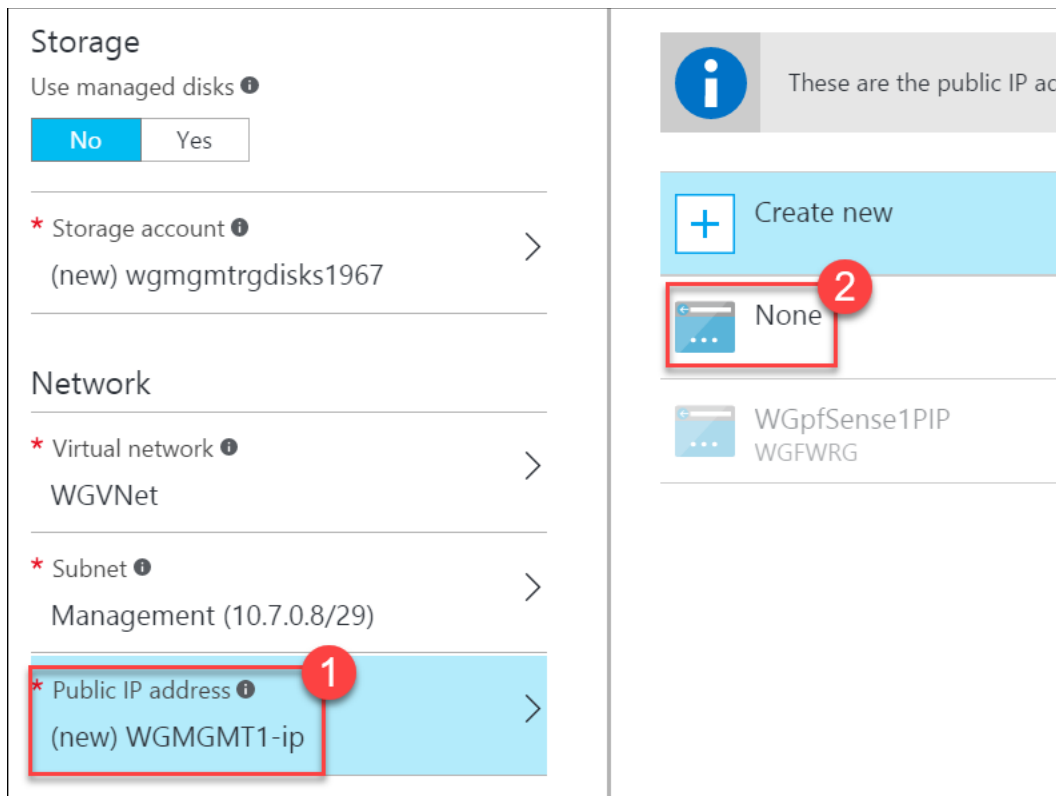 Storage
Use managed disks
No
Yes
* Storage account
(new) wgmgmtrgdisks1967
Network
* Virtual network
WGVNet
* Subnet
Management (10.7.0.8/29)
1
* Public IP address
(new) WGMGMT1-ip
These are the public IP
Create new
2
None
WGpfSense1PIP
WGFWRG